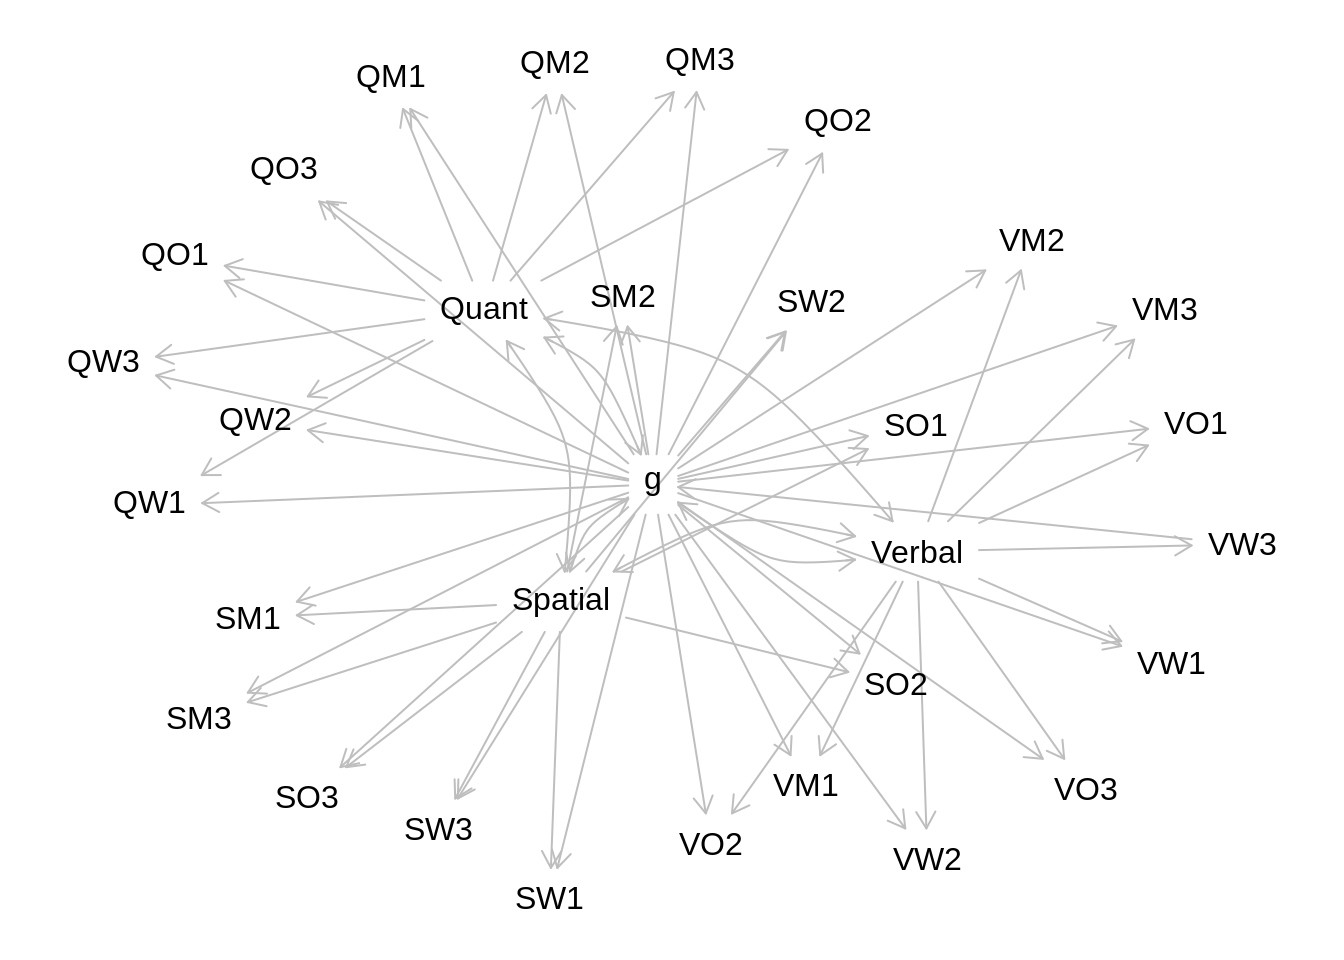 QM3
QM2
QM1
QO2
QO3
VM2
QO1
SM2
SW2
Quant
VM3
QW3
QW2
SO1
VO1
g
QW1
VW3
Verbal
Spatial
SM1
VW1
SO2
SM3
VM1
VO3
SO3
SW3
VO2
VW2
SW1